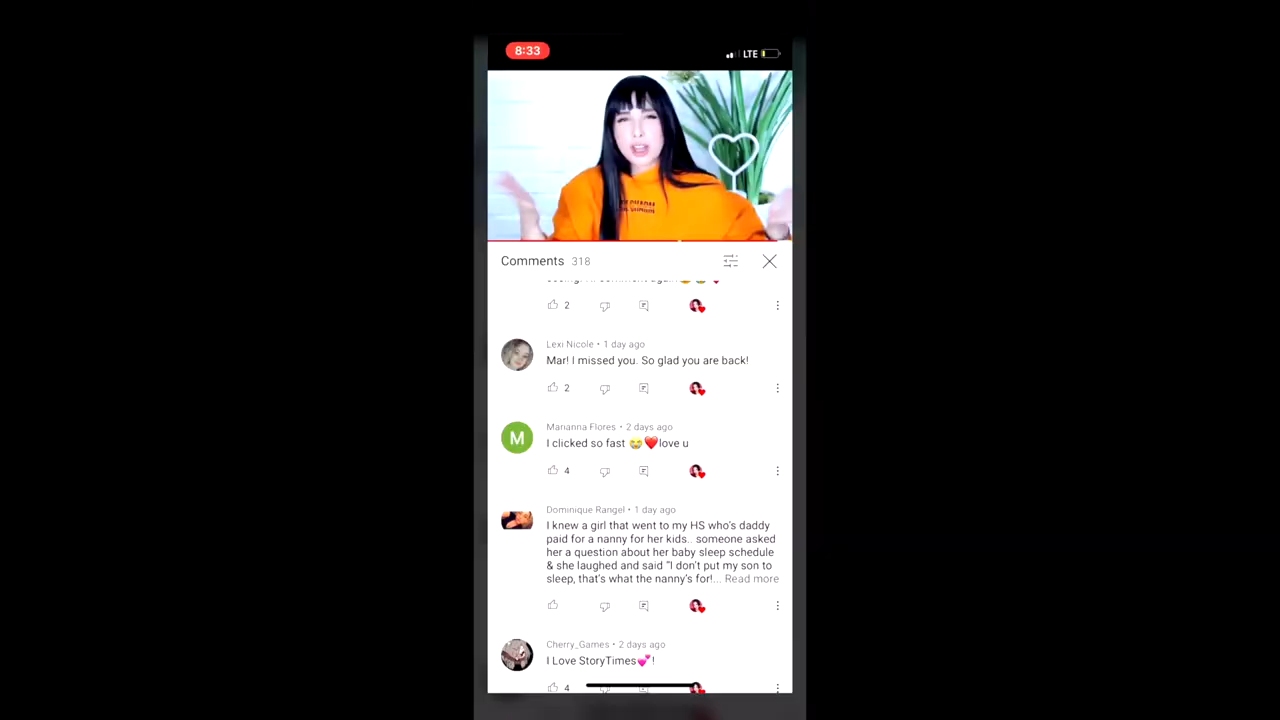 8:33
LTE
Comments 318
2
Lexi Nicole • 1 day ago
Mar! I missed you. So glad you are back!
2
Marianna Flores • 2 days ago
M
I clicked so fast 😭❤️love u
4
Dominique Rangel • 1 day ago
I knew a girl that went to my HS who's daddy
paid for a nanny for her kids.. someone asked
her a question about her baby sleep schedule
& she laughed and said “I don't put my son to
sleep, that's what the nanny's for!... Read more
Cherry_Games • 2 days ago
I Love StoryTimes💕!
4